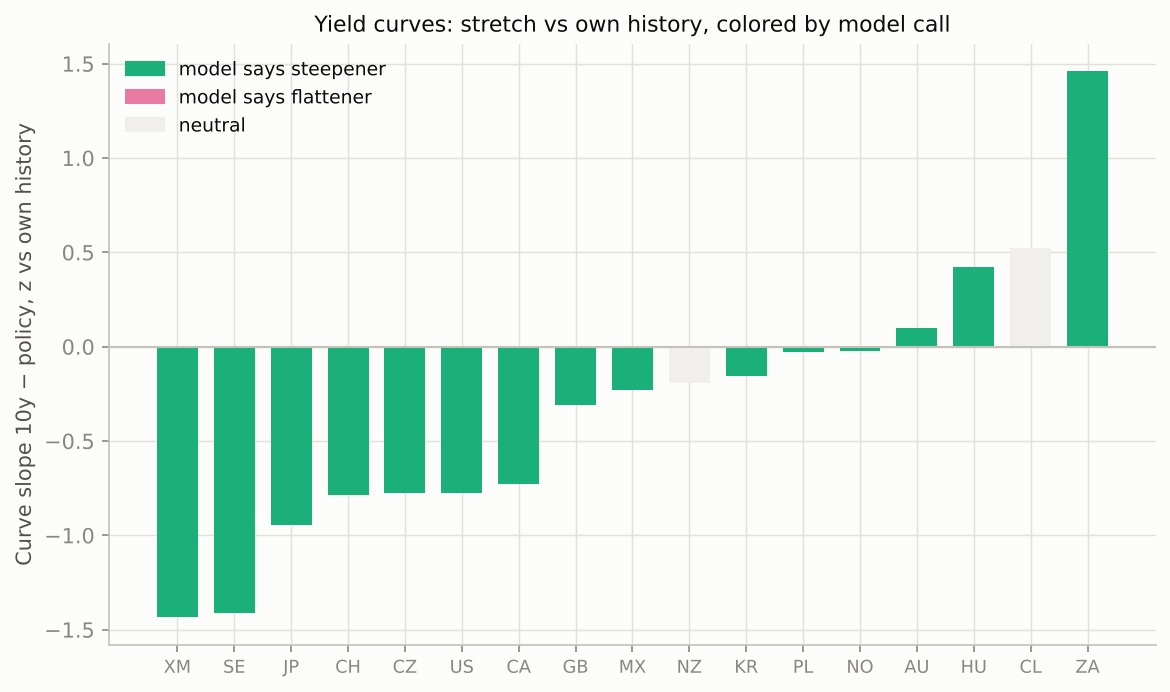 Yield curves: stretch vs own history, colored by model call
model says steepener
model says flattener
neutral
Curve slope 10y − policy, z vs own history
1.5
1.0
0.5
0.0
−0.5
−1.0
−1.5
XM SE JP CH CZ US CA GB MX NZ KR PL NO AU HU CL ZA